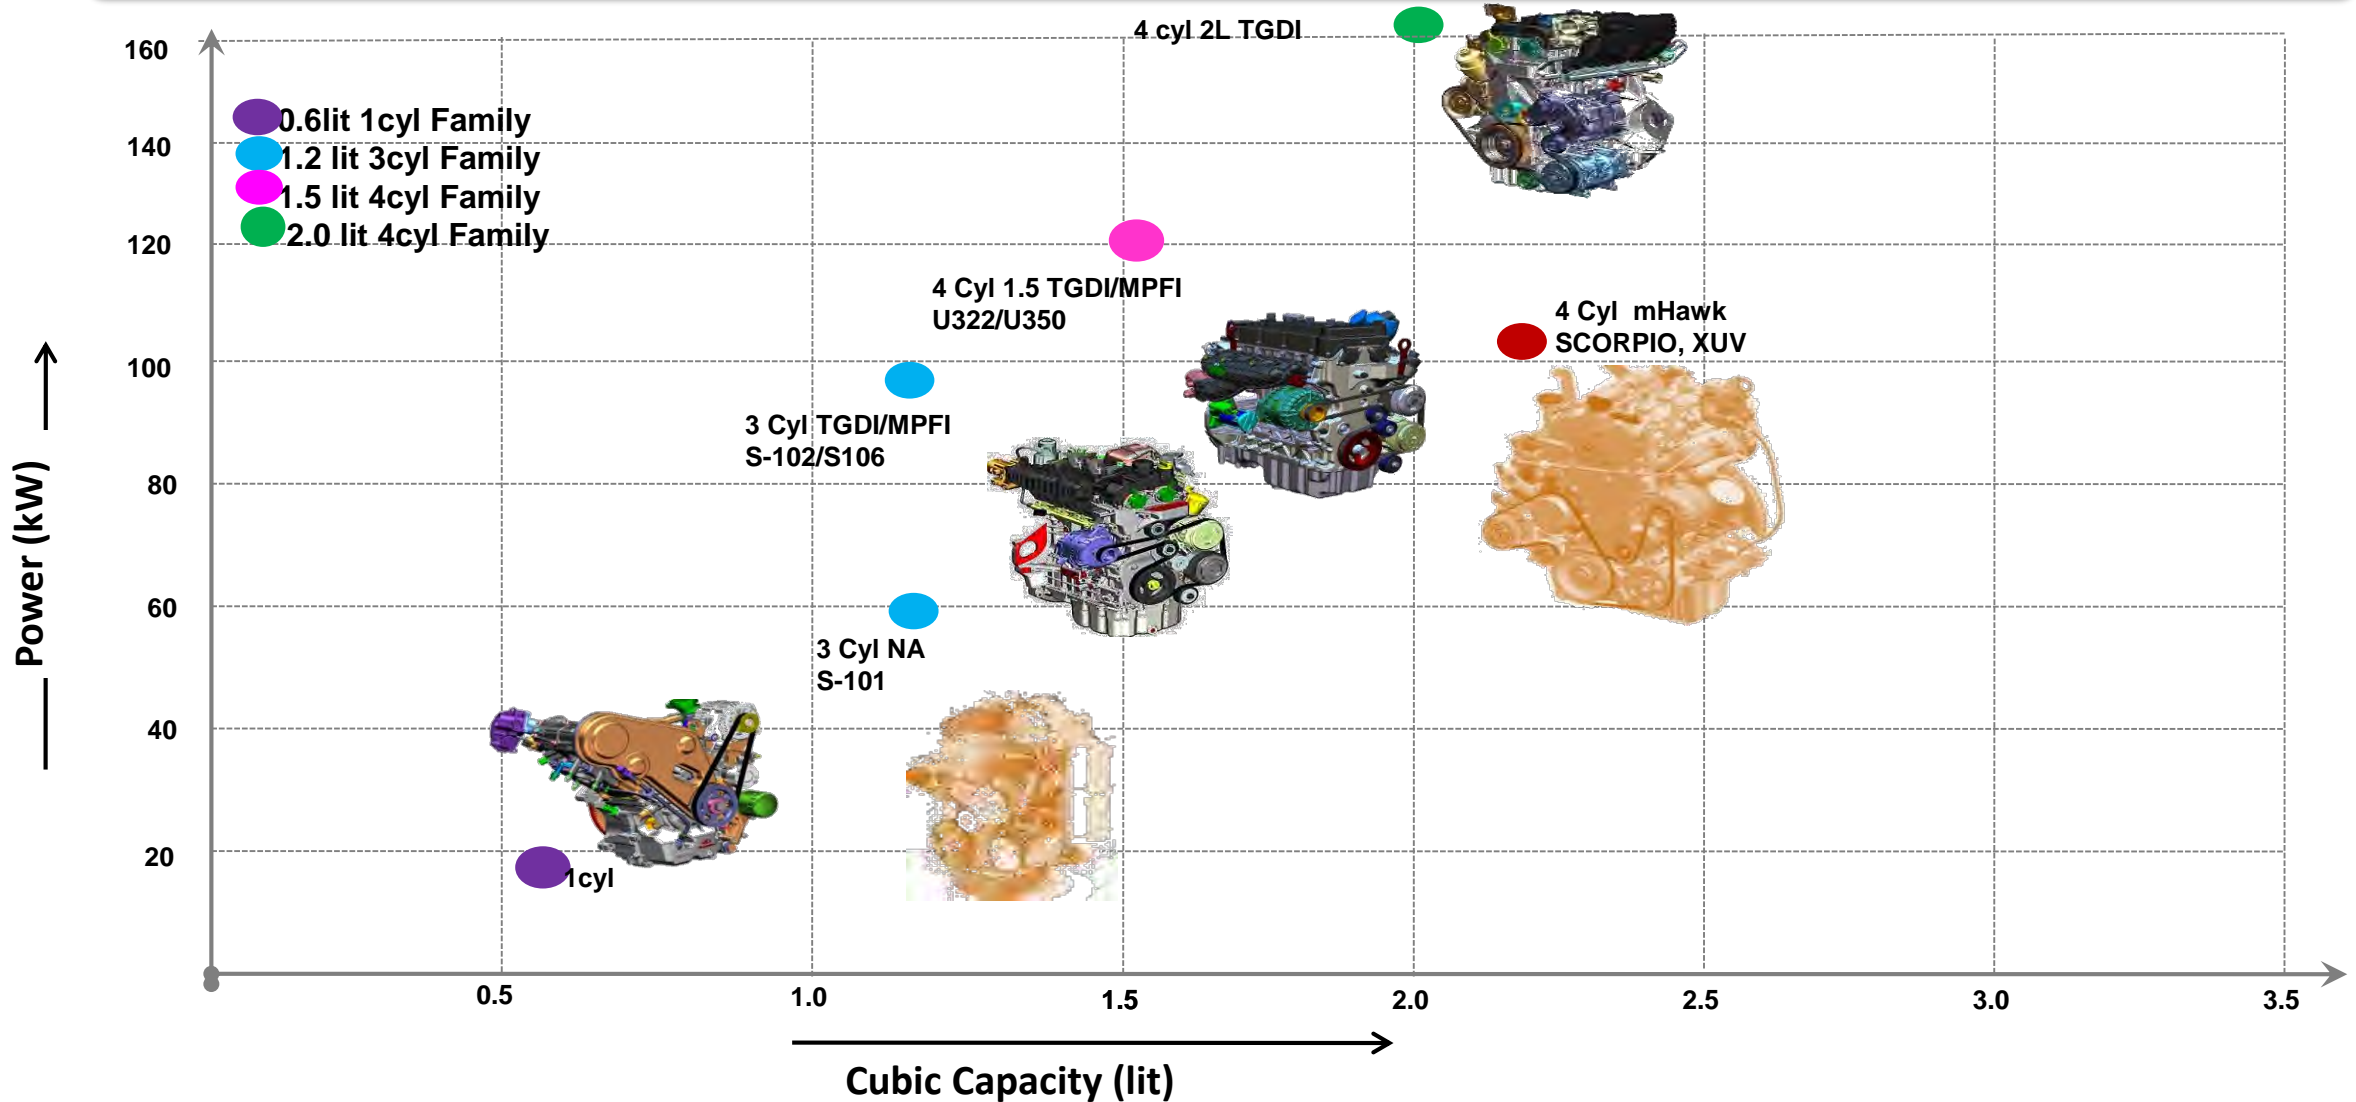 4 cyl 2L TGDI
160
0.6lit 1cyl Family
140
1.2 lit 3cyl Family
1.5 lit 4cyl Family
2.0 lit 4cyl Family
120
4 Cyl 1.5 TGDI/MPFI
U322/U350
4 Cyl  mHawk
SCORPIO, XUV
100
3 Cyl TGDI/MPFI
S-102/S106
80
60
3 Cyl NA
S-101
40
20
1cyl
Power (kW)
0.5
1.0
1.5
2.0
2.5
3.0
3.5
Cubic Capacity (lit)